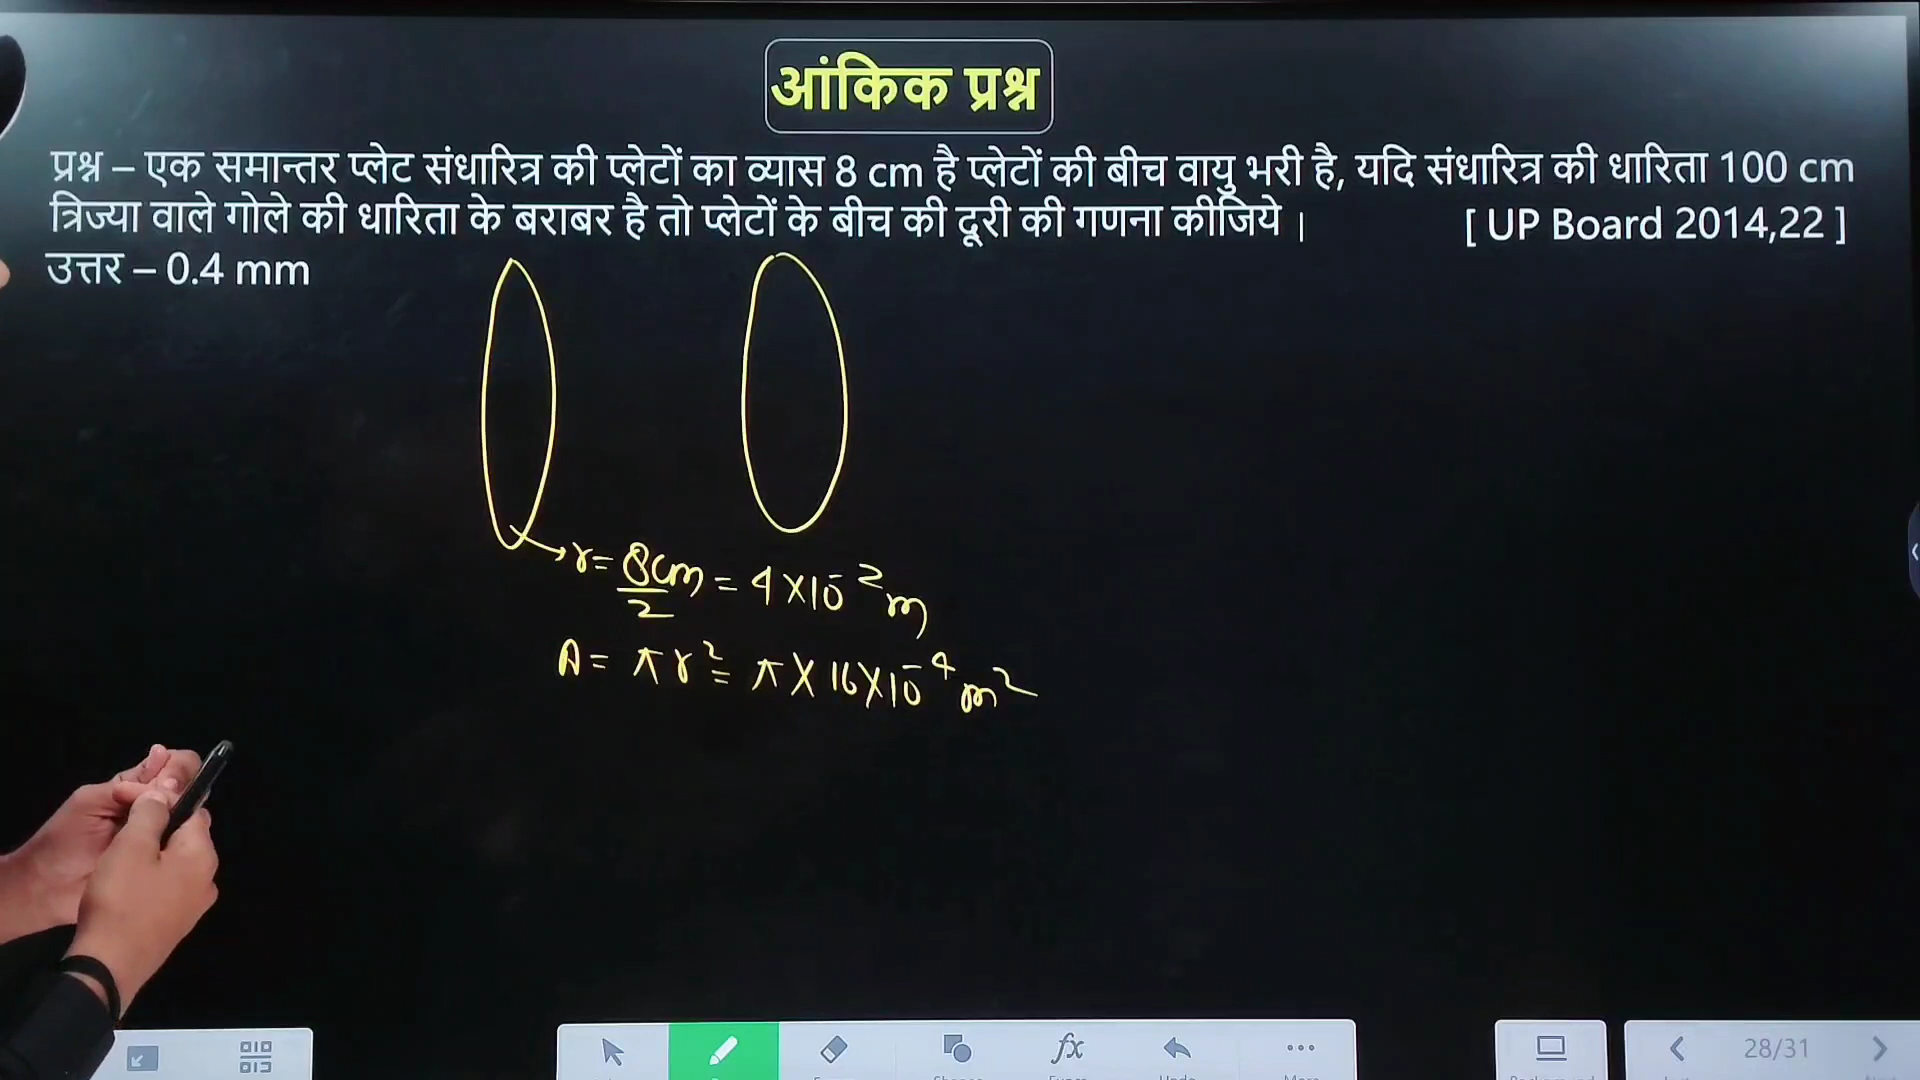 आंकिक प्रश्न
प्रश्न – एक समान्तर प्लेट संधारित्र की प्लेटों का व्यास 8 cm है प्लेटों की बीच वायु भरी है, यदि संधारित्र की धारिता 100 cm
त्रिज्या वाले गोले की धारिता के बराबर है तो प्लेटों के बीच की दूरी की गणना कीजिये । [ UP Board 2014,22 ]
उत्तर – 0.4 mm
r = 8cm/2 = 4×10⁻² m
A = πr² = π × 16×10⁻⁴ m²
fx
28/31